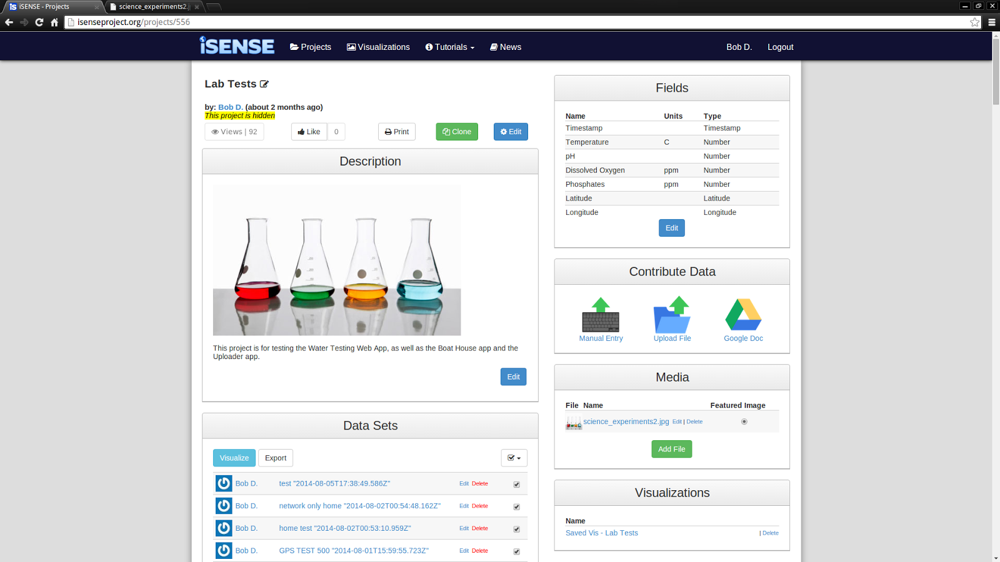 iSENSE - Projects
science_experiments2.j
isenseproject.org/projects/556
iSENSE Projects Visualizations Tutorials News Bob D. Logout
Lab Tests
by: Bob D. (about 2 months ago)
This project is hidden
Views | 92 Like 0 Print Clone Edit
Description
This project is for testing the Water Testing Web App, as well as the Boat House app and the
Uploader app.
Edit
Data Sets
Visualize Export
Bob D. test "2014-08-05T17:38:49.586Z" Edit Delete
Bob D. network only home "2014-08-02T00:54:48.162Z" Edit Delete
Bob D. home test "2014-08-02T00:53:10.959Z" Edit Delete
Bob D. GPS TEST 500 "2014-08-01T15:59:55.723Z" Edit Delete
Fields
Name Units Type
Timestamp Timestamp
Temperature C Number
pH Number
Dissolved Oxygen ppm Number
Phosphates ppm Number
Latitude Latitude
Longitude Longitude
Edit
Contribute Data
Manual Entry Upload File Google Doc
Media
File Name Featured Image
science_experiments2.jpg Edit | Delete
Add File
Visualizations
Name
Saved Vis - Lab Tests | Delete